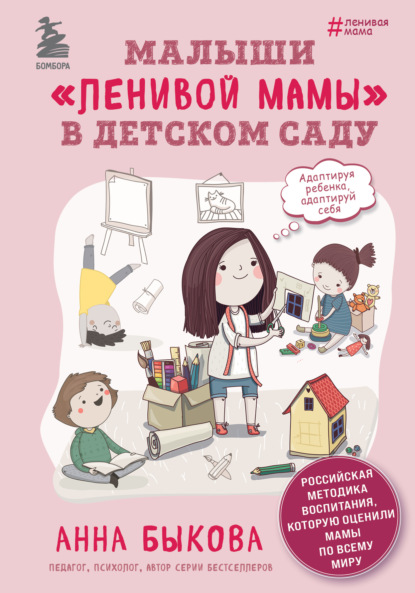 БОМБОРА
#ленивая
мама
МАЛЫШИ
«ЛЕНИВОЙ МАМЫ»
В ДЕТСКОМ САДУ
Адаптируя
ребенка,
адаптируй
себя
РОССИЙСКАЯ
МЕТОДИКА
ВОСПИТАНИЯ,
КОТОРУЮ ОЦЕНИЛИ
МАМЫ
ПО ВСЕМУ
МИРУ
АННА БЫКОВА
ПЕДАГОГ, ПСИХОЛОГ, АВТОР СЕРИИ БЕСТСЕЛЛЕРОВ